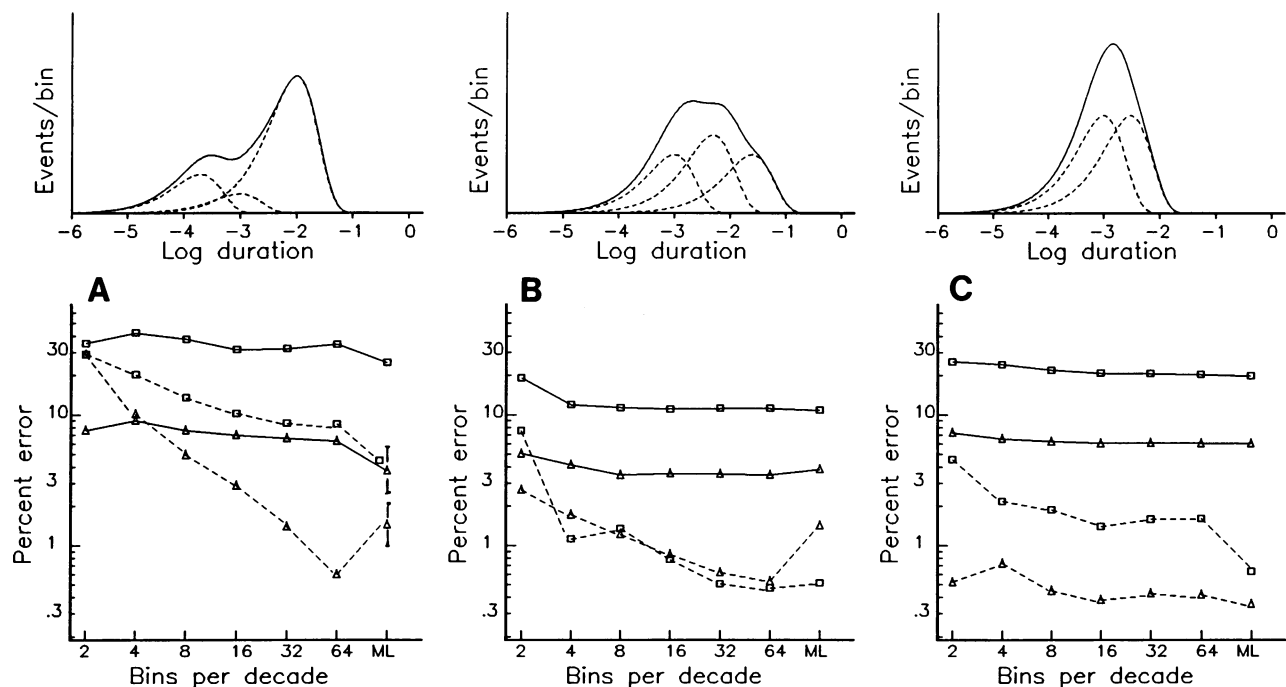 Events/bin
-6 -5 -4 -3 -2 -1 0
Log duration
Events/bin
-6 -5 -4 -3 -2 -1 0
Log duration
Events/bin
-6 -5 -4 -3 -2 -1 0
Log duration
A
Percent error
30
10
3
1
.3
2 4 8 16 32 64 ML
Bins per decade
B
Percent error
30
10
3
1
.3
2 4 8 16 32 64 ML
Bins per decade
C
Percent error
30
10
3
1
.3
2 4 8 16 32 64 ML
Bins per decade